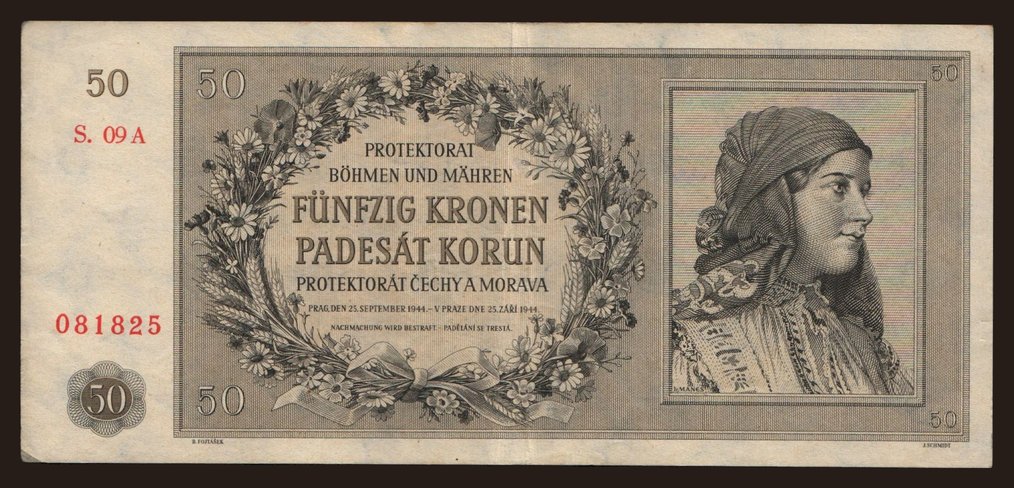 50
S. 09 A
081825
50
50
50
PROTEKTORAT
BÖHMEN UND MÄHREN
FÜNFZIG KRONEN
PADESÁT KORUN
PROTEKTORÁT ČECHY A MORAVA
PRAG, DEN 25. SEPTEMBER 1944. – V PRAZE DNE 25. ZÁŘÍ 1944.
NACHMACHUNG WIRD BESTRAFT – PADĚLÁNÍ SE TRESTÁ.
50
50
J. SCHMIDT